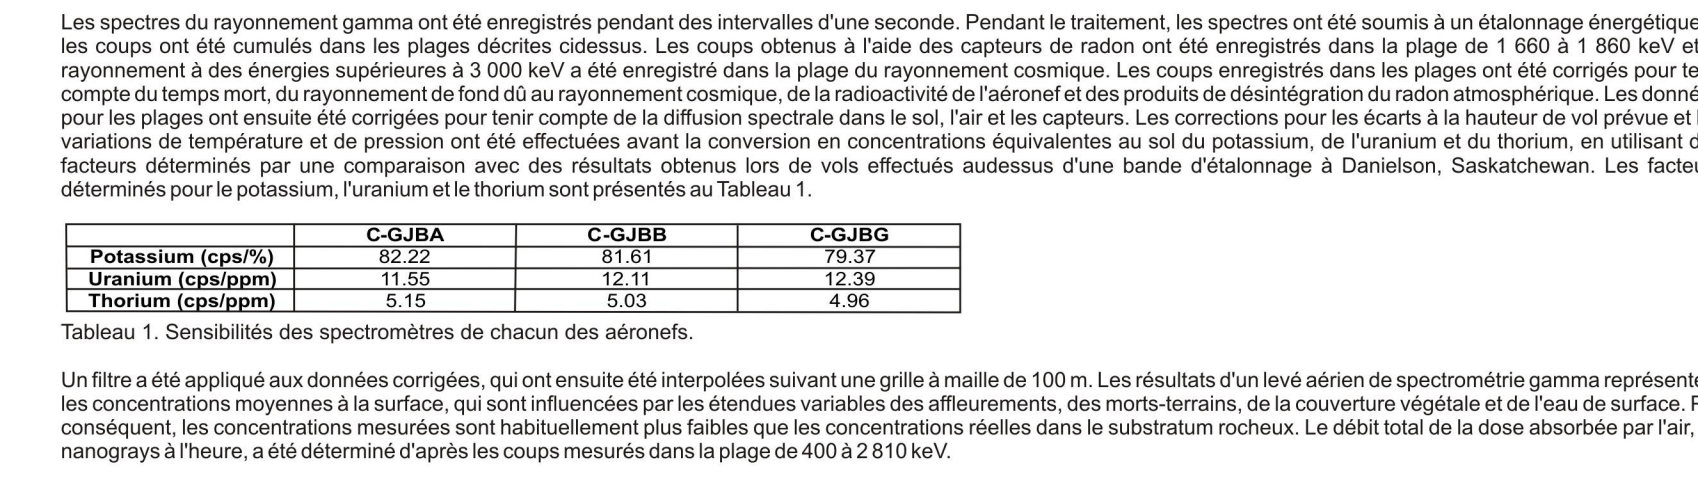 Les spectres du rayonnement gamma ont été enregistrés pendant des intervalles d'une seconde. Pendant le traitement, les spectres ont été soumis à un étalonnage énergétique
les coups ont été cumulés dans les plages décrites cidessus. Les coups obtenus à l'aide des capteurs de radon ont été enregistrés dans la plage de 1 660 à 1 860 keV et
rayonnement à des énergies supérieures à 3 000 keV a été enregistré dans la plage du rayonnement cosmique. Les coups enregistrés dans les plages ont été corrigés pour te
compte du temps mort, du rayonnement de fond dû au rayonnement cosmique, de la radioactivité de l'aéronef et des produits de désintégration du radon atmosphérique. Les donné
pour les plages ont ensuite été corrigées pour tenir compte de la diffusion spectrale dans le sol, l'air et les capteurs. Les corrections pour les écarts à la hauteur de vol prévue et l
variations de température et de pression ont été effectuées avant la conversion en concentrations équivalentes au sol du potassium, de l'uranium et du thorium, en utilisant d
facteurs déterminés par une comparaison avec des résultats obtenus lors de vols effectués audessus d'une bande d'étalonnage à Danielson, Saskatchewan. Les facteu
déterminés pour le potassium, l'uranium et le thorium sont présentés au Tableau 1.
C-GJBA C-GJBB C-GJBG
Potassium (cps/%) 82.22 81.61 79.37
Uranium (cps/ppm) 11.55 12.11 12.39
Thorium (cps/ppm) 5.15 5.03 4.96
Tableau 1. Sensibilités des spectromètres de chacun des aéronefs.
Un filtre a été appliqué aux données corrigées, qui ont ensuite été interpolées suivant une grille à maille de 100 m. Les résultats d'un levé aérien de spectrométrie gamma représente
les concentrations moyennes à la surface, qui sont influencées par les étendues variables des affleurements, des morts-terrains, de la couverture végétale et de l'eau de surface. P
conséquent, les concentrations mesurées sont habituellement plus faibles que les concentrations réelles dans le substratum rocheux. Le débit total de la dose absorbée par l'air,
nanograys à l'heure, a été déterminé d'après les coups mesurés dans la plage de 400 à 2 810 keV.